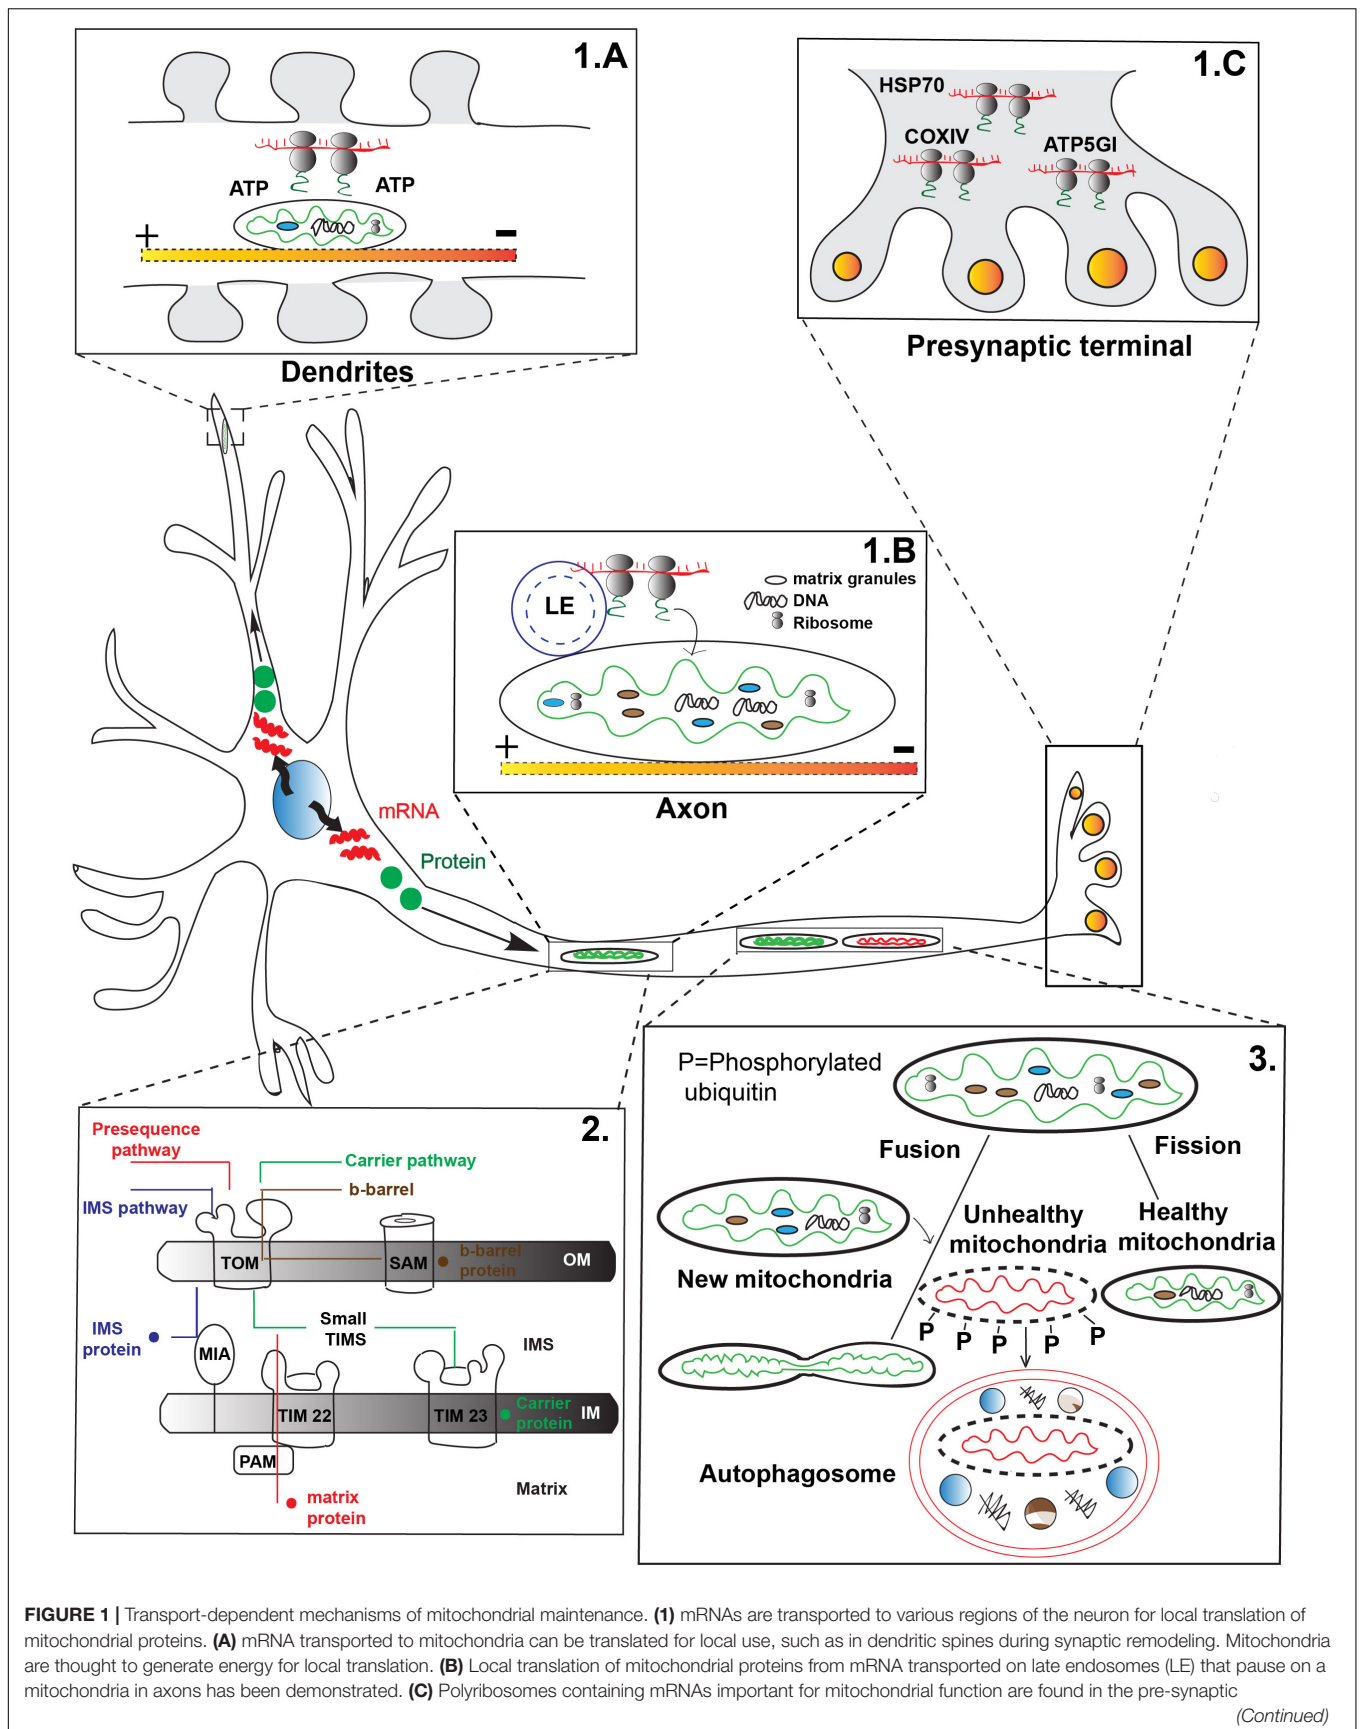 1.A
ATP
ATP
+
-
Dendrites
1.C
HSP70
COXIV
ATP5GI
Presynaptic terminal
1.B
LE
matrix granules
DNA
Ribosome
+
-
Axon
mRNA
Protein
2.
Presequence
pathway
Carrier pathway
IMS pathway
b-barrel
TOM
SAM
b-barrel
protein
OM
IMS
protein
MIA
Small
TIMS
IMS
TIM 22
TIM 23
Carrier
protein
IM
PAM
Matrix
matrix
protein
3.
P=Phosphorylated
ubiquitin
Fusion
Fission
New mitochondria
Unhealthy
mitochondria
Healthy
mitochondria
P
P
P
P
P
Autophagosome
FIGURE 1 | Transport-dependent mechanisms of mitochondrial maintenance. (1) mRNAs are transported to various regions of the neuron for local translation of
mitochondrial proteins. (A) mRNA transported to mitochondria can be translated for local use, such as in dendritic spines during synaptic remodeling. Mitochondria
are thought to generate energy for local translation. (B) Local translation of mitochondrial proteins from mRNA transported on late endosomes (LE) that pause on a
mitochondria in axons has been demonstrated. (C) Polyribosomes containing mRNAs important for mitochondrial function are found in the pre-synaptic
(Continued)